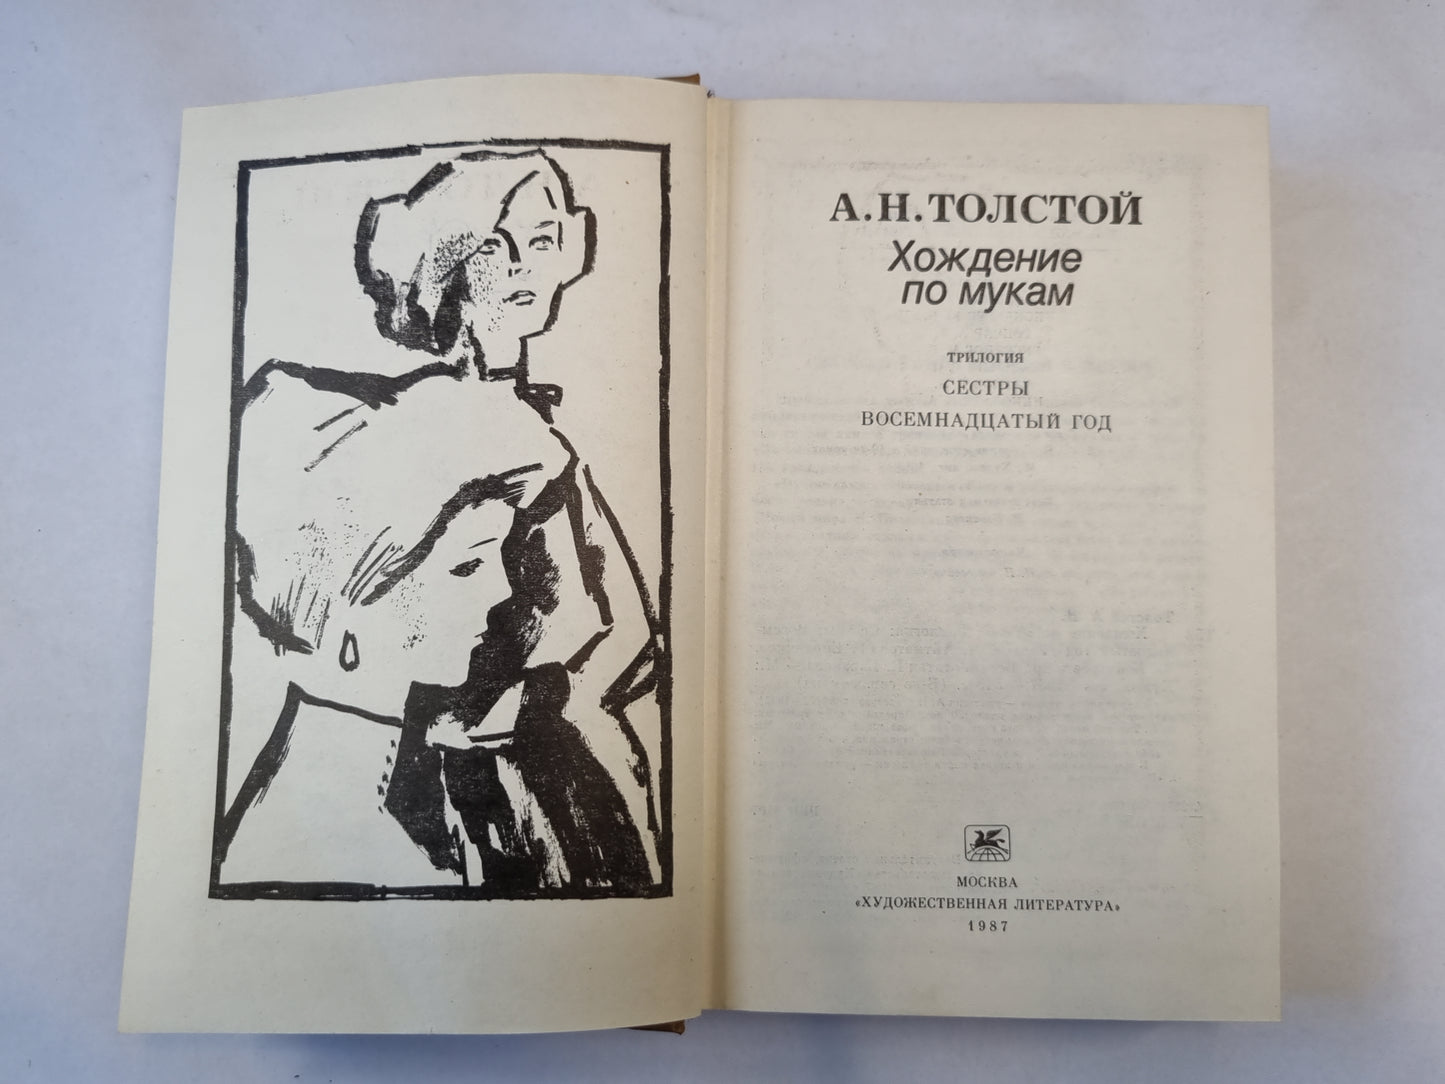 А. Н. ТОЛСТОЙ
Хождение
по мукам
ТРИЛОГИЯ
СЕСТРЫ
ВОСЕМНАДЦАТЫЙ ГОД
МОСКВА
«ХУДОЖЕСТВЕННАЯ ЛИТЕРАТУРА»
1987